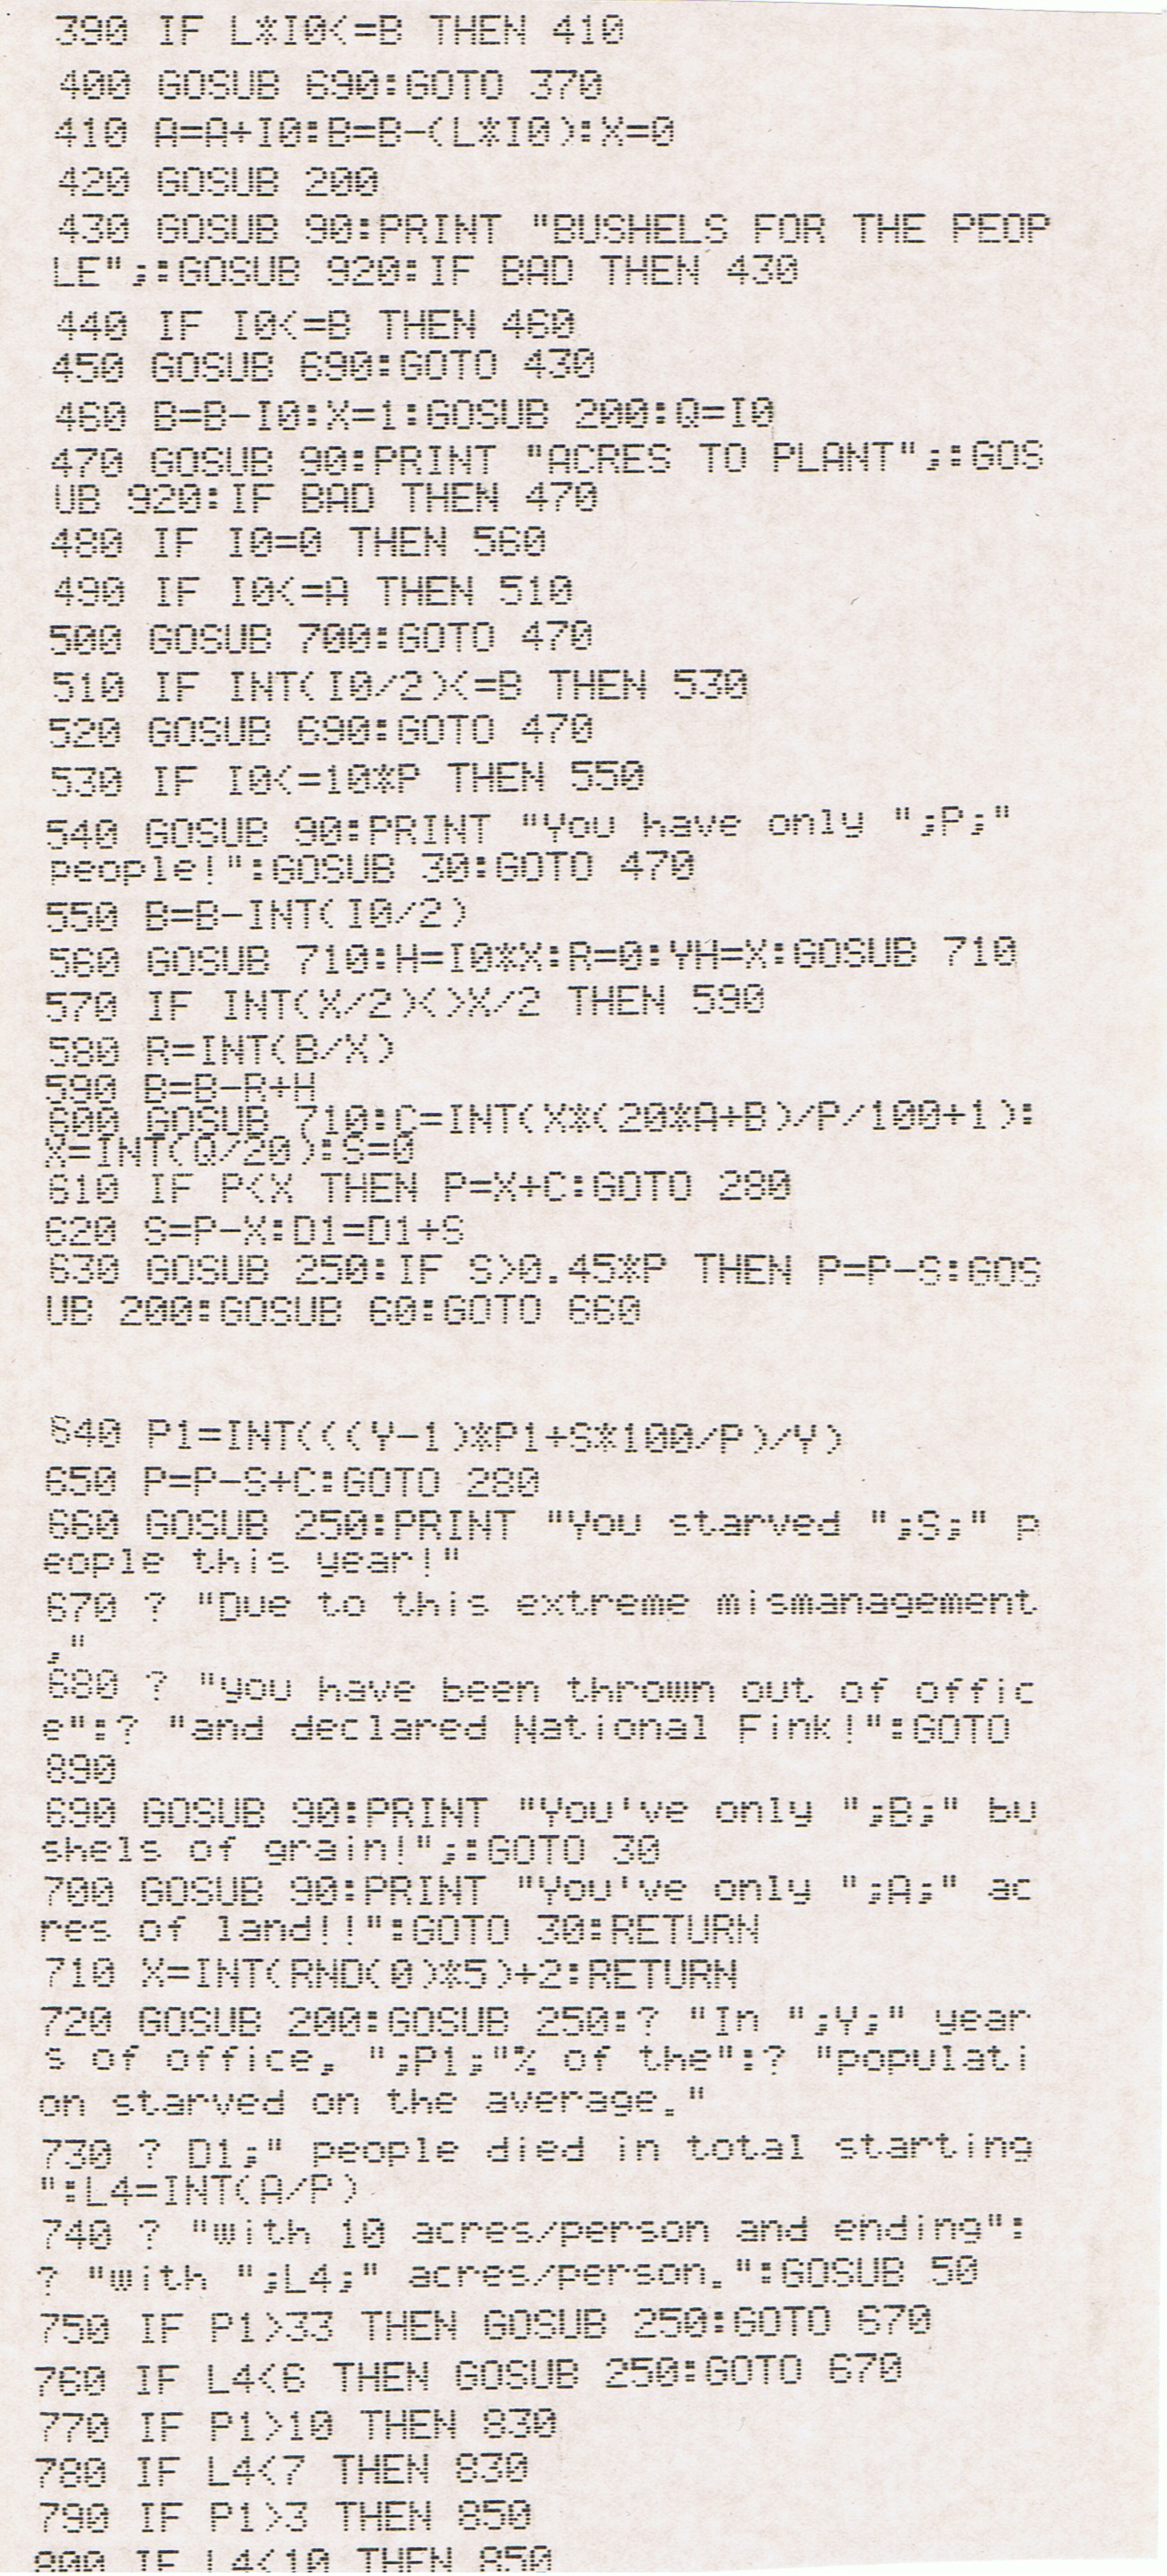 390 IF L*I0<=B THEN 410
400 GOSUB 690:GOTO 370
410 A=A+I0:B=B-(L*I0):X=0
420 GOSUB 200
430 GOSUB 90:PRINT "BUSHELS FOR THE PEOP
LE";:GOSUB 920:IF BAD THEN 430
440 IF I0<=B THEN 460
450 GOSUB 690:GOTO 430
460 B=B-I0:X=1:GOSUB 200:Q=I0
470 GOSUB 90:PRINT "ACRES TO PLANT";:GOS
UB 920:IF BAD THEN 470
480 IF I0=0 THEN 560
490 IF I0<=A THEN 510
500 GOSUB 700:GOTO 470
510 IF INT(I0/2)<=B THEN 530
520 GOSUB 690:GOTO 470
530 IF I0<=10*P THEN 550
540 GOSUB 90:PRINT "You have only ";P;"
people!":GOSUB 30:GOTO 470
550 B=B-INT(I0/2)
560 GOSUB 710:H=I0*X:R=0:YH=X:GOSUB 710
570 IF INT(X/2)<>X/2 THEN 590
580 R=INT(B/X)
590 B=B-R+H
600 GOSUB 710:C=INT(X*(20*A+B)/P/100+1):
X=INT(Q/20):S=0
610 IF P<X THEN P=X+C:GOTO 280
620 S=P-X:D1=D1+S
630 GOSUB 250:IF S>0.45*P THEN P=P-S:GOS
UB 200:GOSUB 60:GOTO 660
640 P1=INT(((Y-1)*P1+S*100/P)/Y)
650 P=P-S+C:GOTO 280
660 GOSUB 250:PRINT "You starved ";S;" p
eople this year!"
670 ? "Due to this extreme mismanagement
,"
680 ? "you have been thrown out of offic
e":? "and declared National Fink!":GOTO
890
690 GOSUB 90:PRINT "You've only ";B;" bu
shels of grain!";:GOTO 30
700 GOSUB 90:PRINT "You've only ";A;" ac
res of land!!":GOTO 30:RETURN
710 X=INT(RND(0)*5)+2:RETURN
720 GOSUB 200:GOSUB 250:? "In ";Y;" year
s of office, ";P1;"% of the":? "populati
on starved on the average."
730 ? D1;" people died in total starting
":L4=INT(A/P)
740 ? "with 10 acres/person and ending":
? "with ";L4;" acres/person.":GOSUB 50
750 IF P1>33 THEN GOSUB 250:GOTO 670
760 IF L4<6 THEN GOSUB 250:GOTO 670
770 IF P1>10 THEN 830
780 IF L4<7 THEN 830
790 IF P1>3 THEN 850
800 IF L4<10 THEN 850